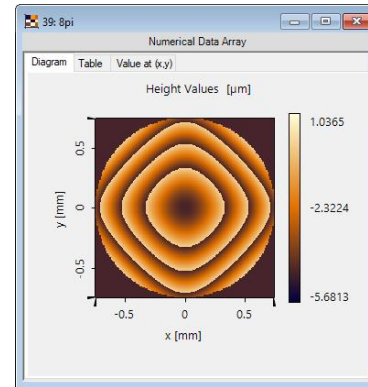 39: 8pi
Numerical Data Array
Diagram Table Value at (x,y)
Height Values [µm]
y [mm]
0.5
0
-0.5
-0.5 0 0.5
x [mm]
1.0365
-2.3224
-5.6813